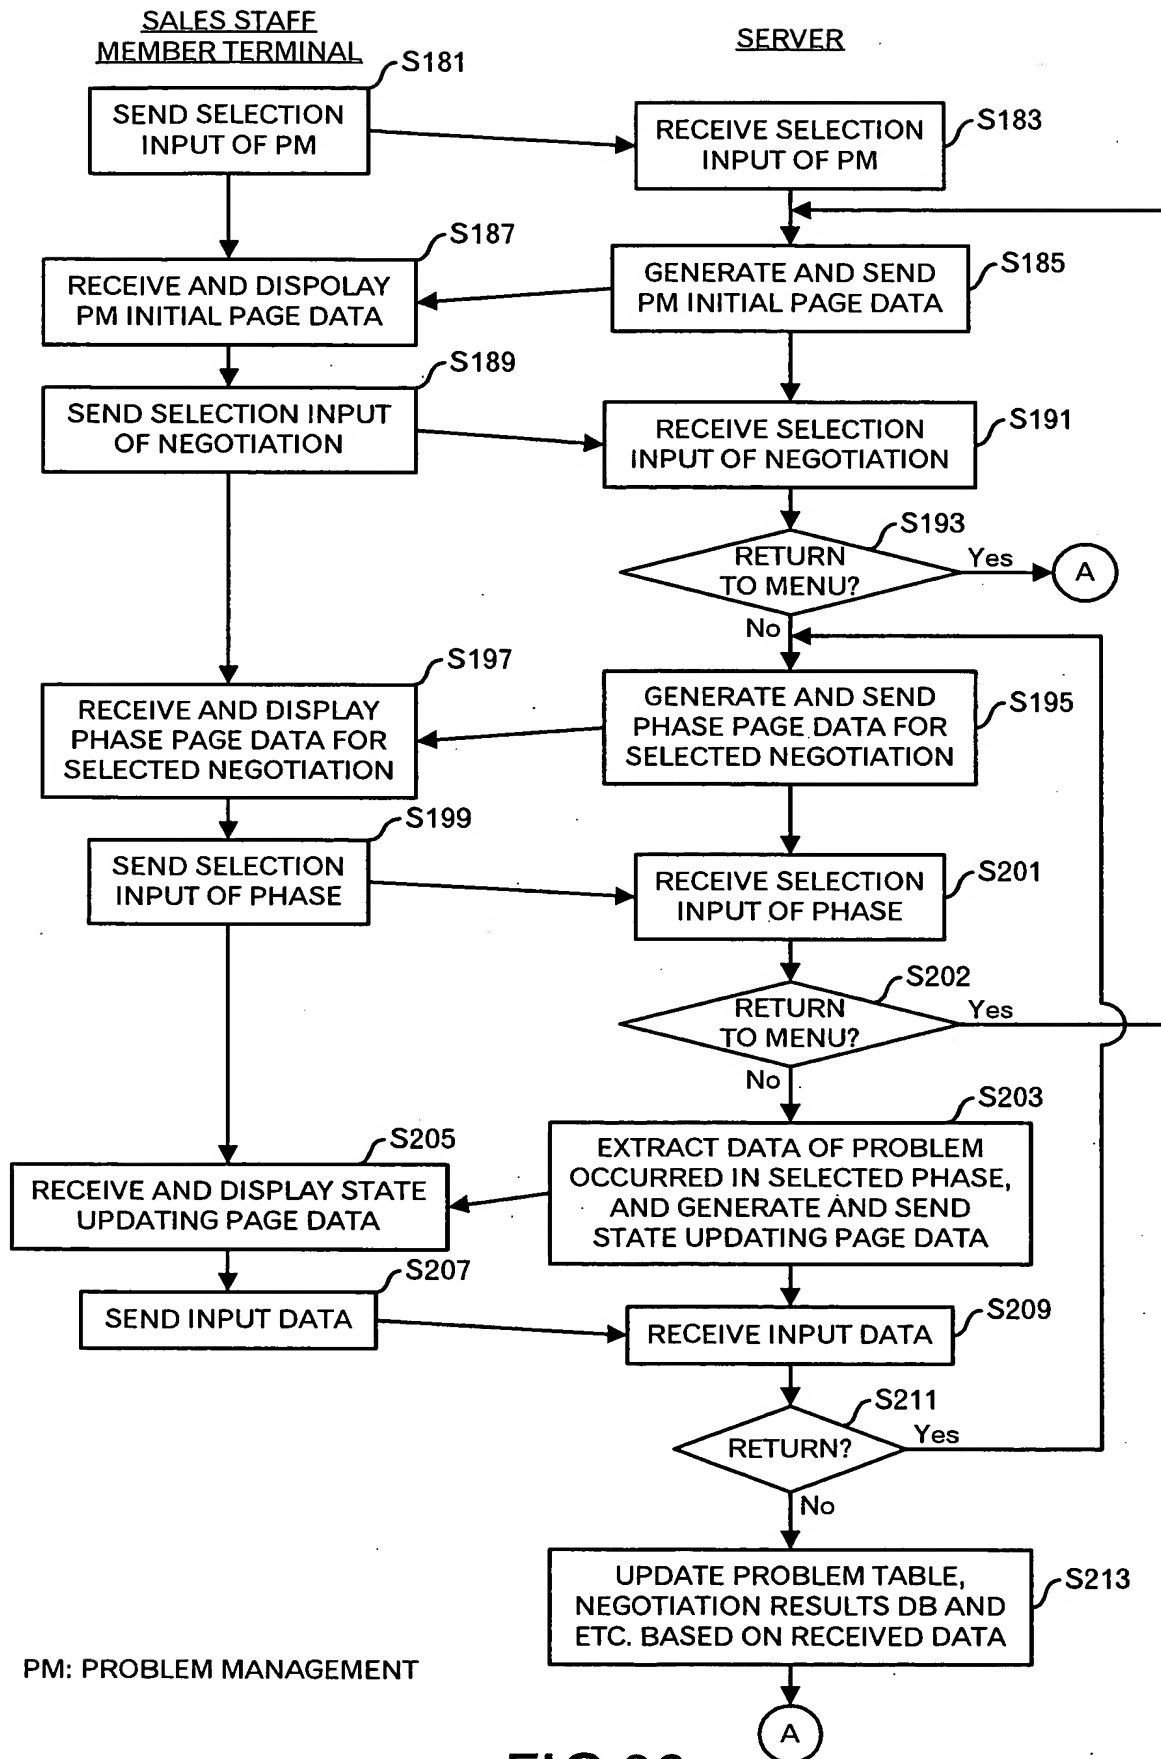 SALES STAFF
MEMBER TERMINAL
SERVER
S181
SEND SELECTION
INPUT OF PM
S183
RECEIVE SELECTION
INPUT OF PM
S187
RECEIVE AND DISPOLAY
PM INITIAL PAGE DATA
S185
GENERATE AND SEND
PM INITIAL PAGE DATA
S189
SEND SELECTION INPUT
OF NEGOTIATION
S191
RECEIVE SELECTION
INPUT OF NEGOTIATION
S193
RETURN
TO MENU?
Yes
A
No
S197
RECEIVE AND DISPLAY
PHASE PAGE DATA FOR
SELECTED NEGOTIATION
S195
GENERATE AND SEND
PHASE PAGE DATA FOR
SELECTED NEGOTIATION
S199
SEND SELECTION
INPUT OF PHASE
S201
RECEIVE SELECTION
INPUT OF PHASE
S202
RETURN
TO MENU?
Yes
No
S203
EXTRACT DATA OF PROBLEM
OCCURRED IN SELECTED PHASE,
AND GENERATE AND SEND
STATE UPDATING PAGE DATA
S205
RECEIVE AND DISPLAY STATE
UPDATING PAGE DATA
S207
SEND INPUT DATA
S209
RECEIVE INPUT DATA
S211
RETURN?
Yes
No
S213
UPDATE PROBLEM TABLE,
NEGOTIATION RESULTS DB AND
ETC. BASED ON RECEIVED DATA
PM: PROBLEM MANAGEMENT
A